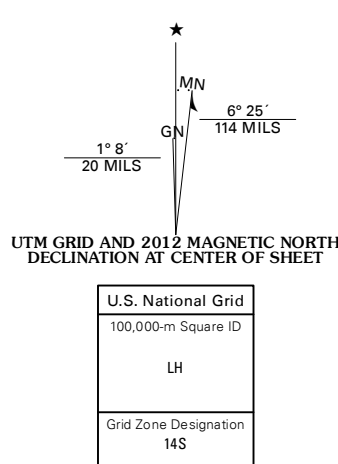 ★
MN
6° 25´
GN
114 MILS
1° 8´
20 MILS
UTM GRID AND 2012 MAGNETIC NORTH
DECLINATION AT CENTER OF SHEET
U.S. National Grid
100,000-m Square ID
LH
Grid Zone Designation
14S